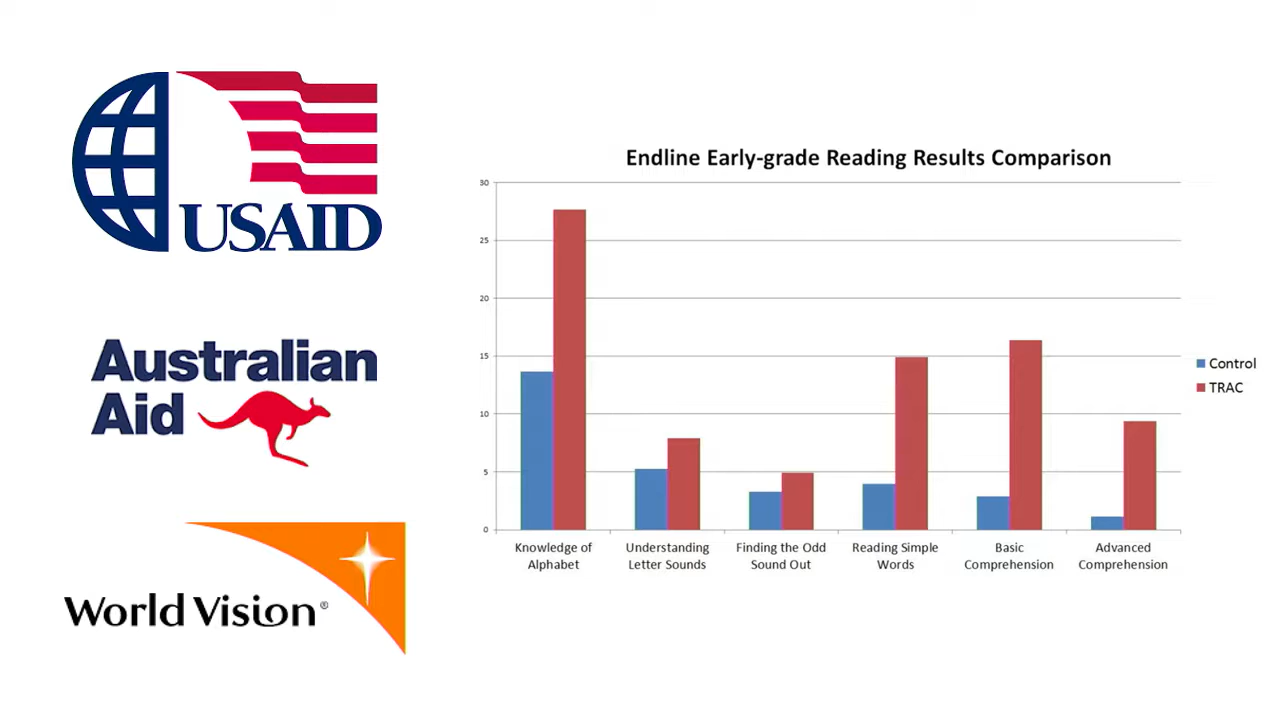 USAID
Australian
Aid
World Vision®
Endline Early-grade Reading Results Comparison
30
25
20
15
10
5
0
Knowledge of
Alphabet
Understanding
Letter Sounds
Finding the Odd
Sound Out
Reading Simple
Words
Basic
Comprehension
Advanced
Comprehension
Control
TRAC